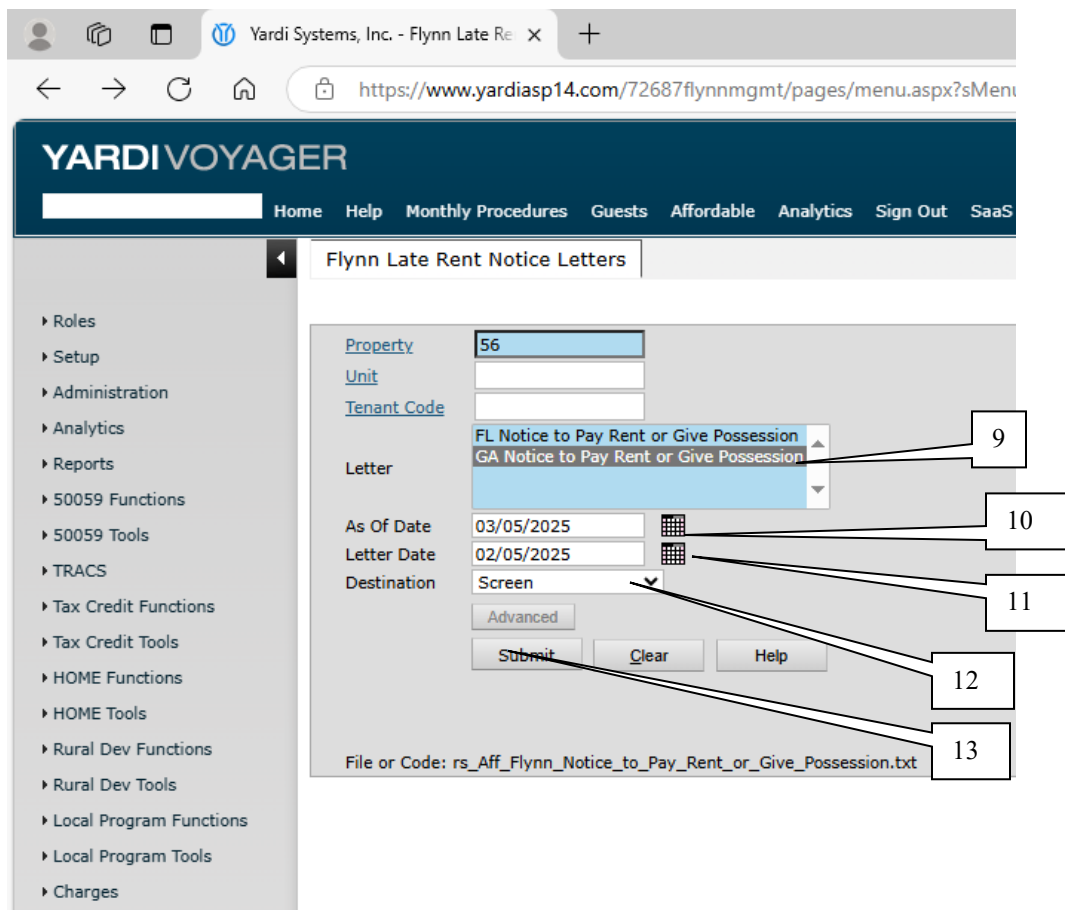 Yardi Systems, Inc. - Flynn Late Re
https://www.yardiasp14.com/72687flynnmgmt/pages/menu.aspx?sMenu
YARDI VOYAGER
Home Help Monthly Procedures Guests Affordable Analytics Sign Out SaaS
Flynn Late Rent Notice Letters
Roles
Setup
Administration
Analytics
Reports
50059 Functions
50059 Tools
TRACS
Tax Credit Functions
Tax Credit Tools
HOME Functions
HOME Tools
Rural Dev Functions
Rural Dev Tools
Local Program Functions
Local Program Tools
Charges
Property 56
Unit
Tenant Code
Letter
FL Notice to Pay Rent or Give Possession
GA Notice to Pay Rent or Give Possession
9
As Of Date 03/05/2025
10
Letter Date 02/05/2025
11
Destination Screen
12
Advanced
Submit Clear Help
13
File or Code: rs_Aff_Flynn_Notice_to_Pay_Rent_or_Give_Possession.txt